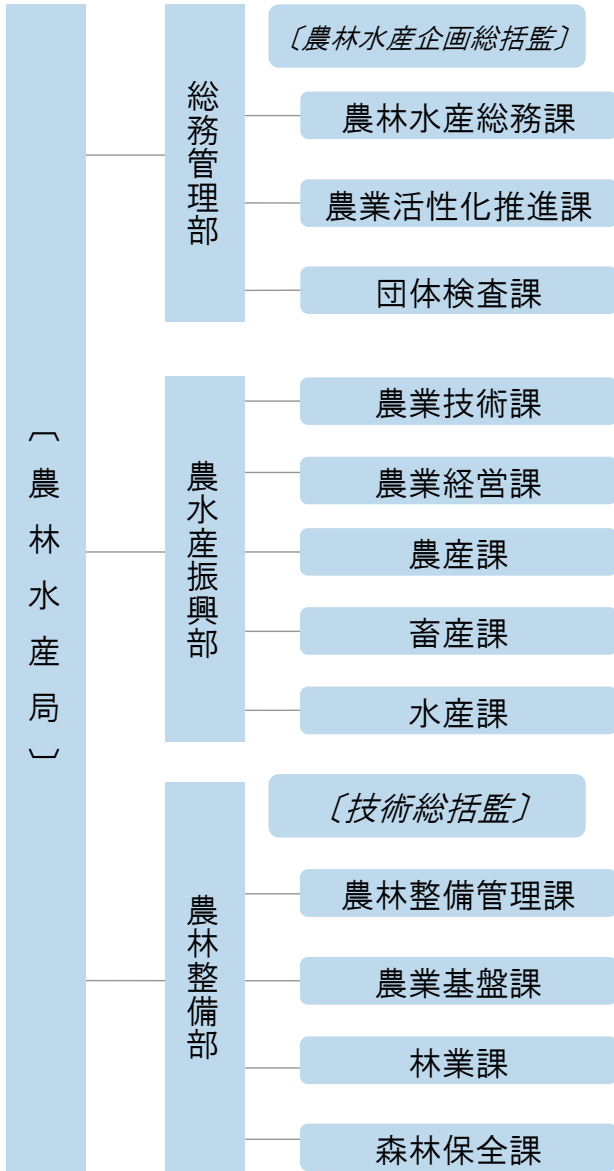 〔農林水産局〕
総務管理部
〔農林水産企画総括監〕
農林水産総務課
農業活性化推進課
団体検査課
農水産振興部
農業技術課
農業経営課
農産課
畜産課
水産課
農林整備部
〔技術総括監〕
農林整備管理課
農業基盤課
林業課
森林保全課